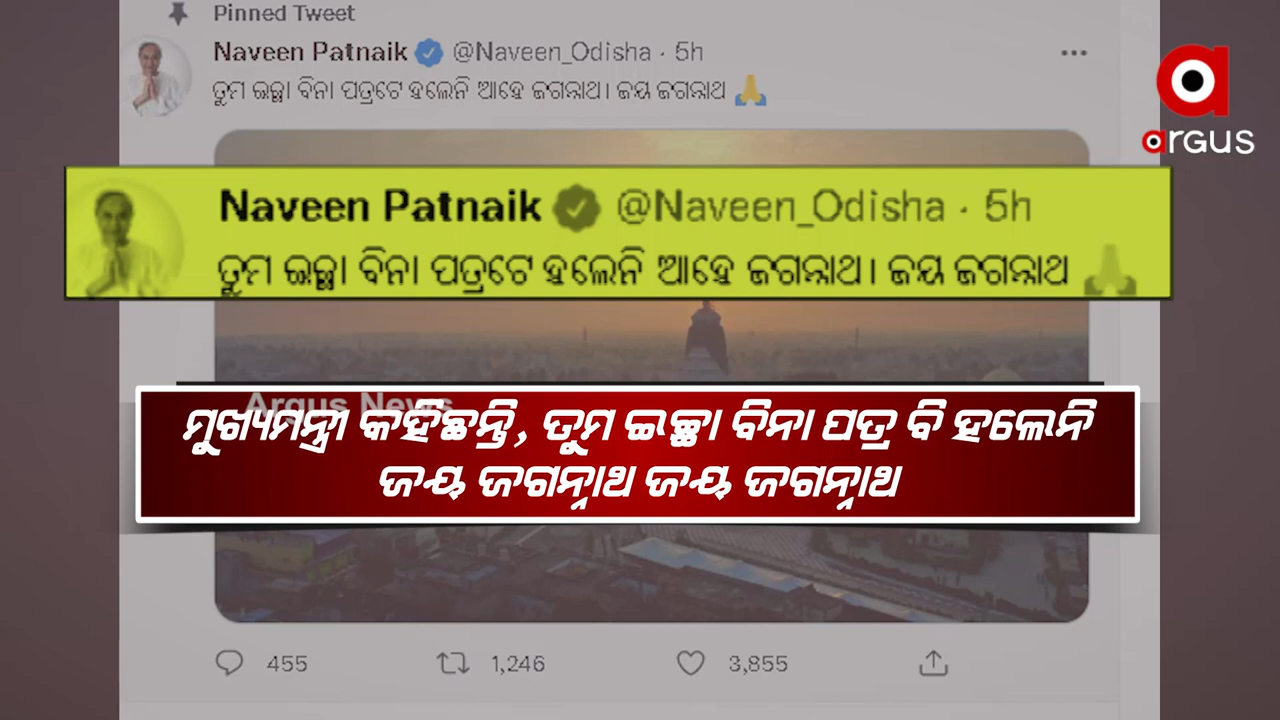 Pinned Tweet
Naveen Patnaik @Naveen_Odisha · 5h
ତୁମ ଇଚ୍ଛା ବିନା ପତ୍ରଟେ ହଲେନି ଆହେ ଜଗନ୍ନାଥ। ଜୟ ଜଗନ୍ନାଥ 🙏
argus
Naveen Patnaik @Naveen_Odisha · 5h
ତୁମ ଇଚ୍ଛା ବିନା ପତ୍ରଟେ ହଲେନି ଆହେ ଜଗନ୍ନାଥ। ଜୟ ଜଗନ୍ନାଥ 🙏
Argus News
ମୁଖ୍ୟମନ୍ତ୍ରୀ କହିଛନ୍ତି, ତୁମ ଇଚ୍ଛା ବିନା ପତ୍ର ବି ହଲେନି
ଜୟ ଜଗନ୍ନାଥ ଜୟ ଜଗନ୍ନାଥ
455 1,246 3,855